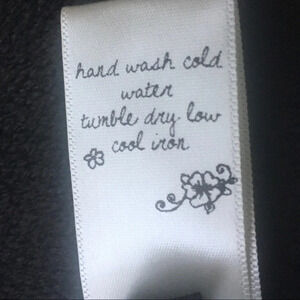 hand wash cold
water
tumble dry low
cool iron